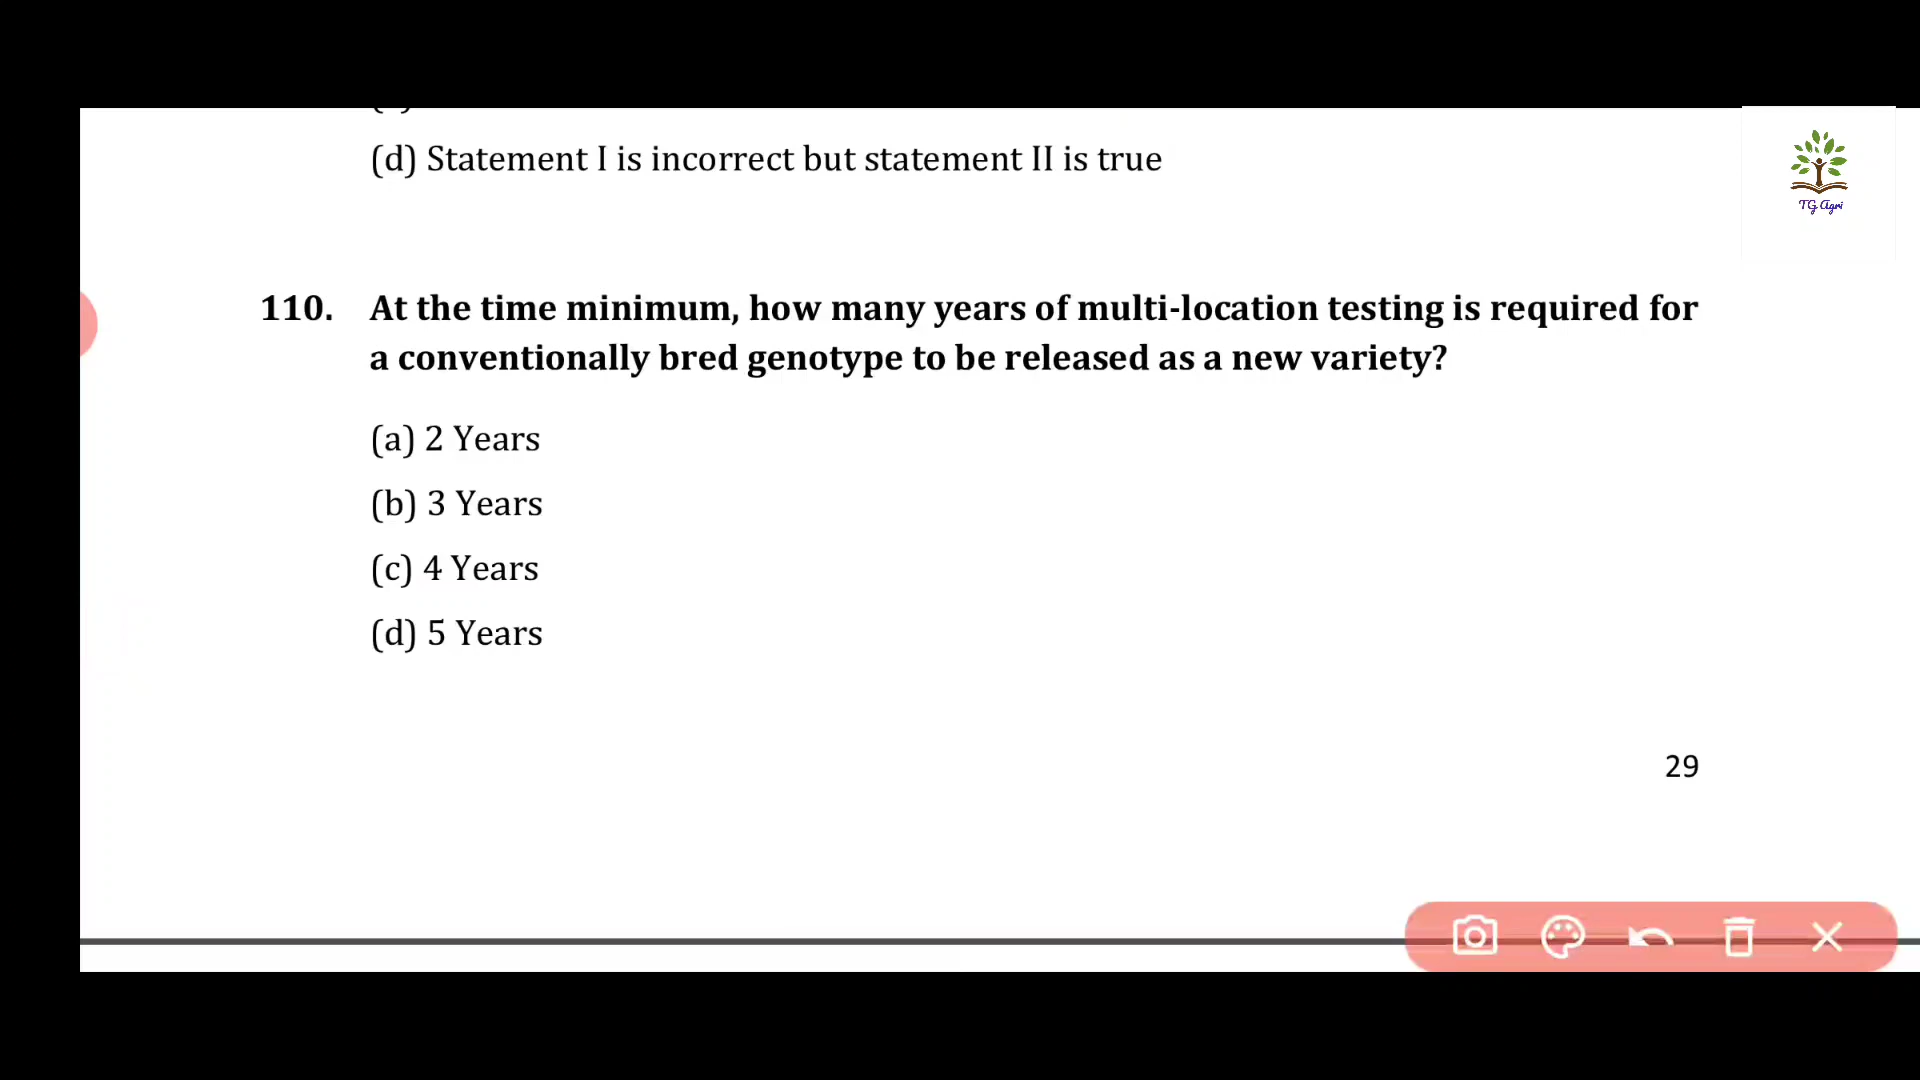 (d) Statement I is incorrect but statement II is true
TG Agri
110. At the time minimum, how many years of multi-location testing is required for
a conventionally bred genotype to be released as a new variety?
(a) 2 Years
(b) 3 Years
(c) 4 Years
(d) 5 Years
29